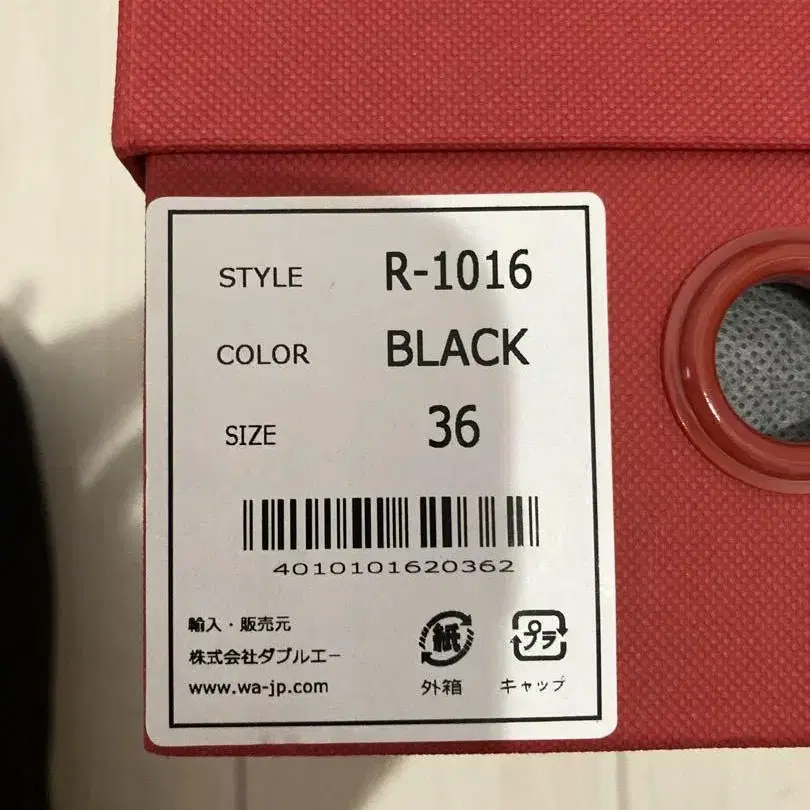 STYLE R-1016
COLOR BLACK
SIZE 36
4010101620362
輸入・販売元
株式会社ダブルエー
www.wa-jp.com
紙 プラ
外箱 キャップ